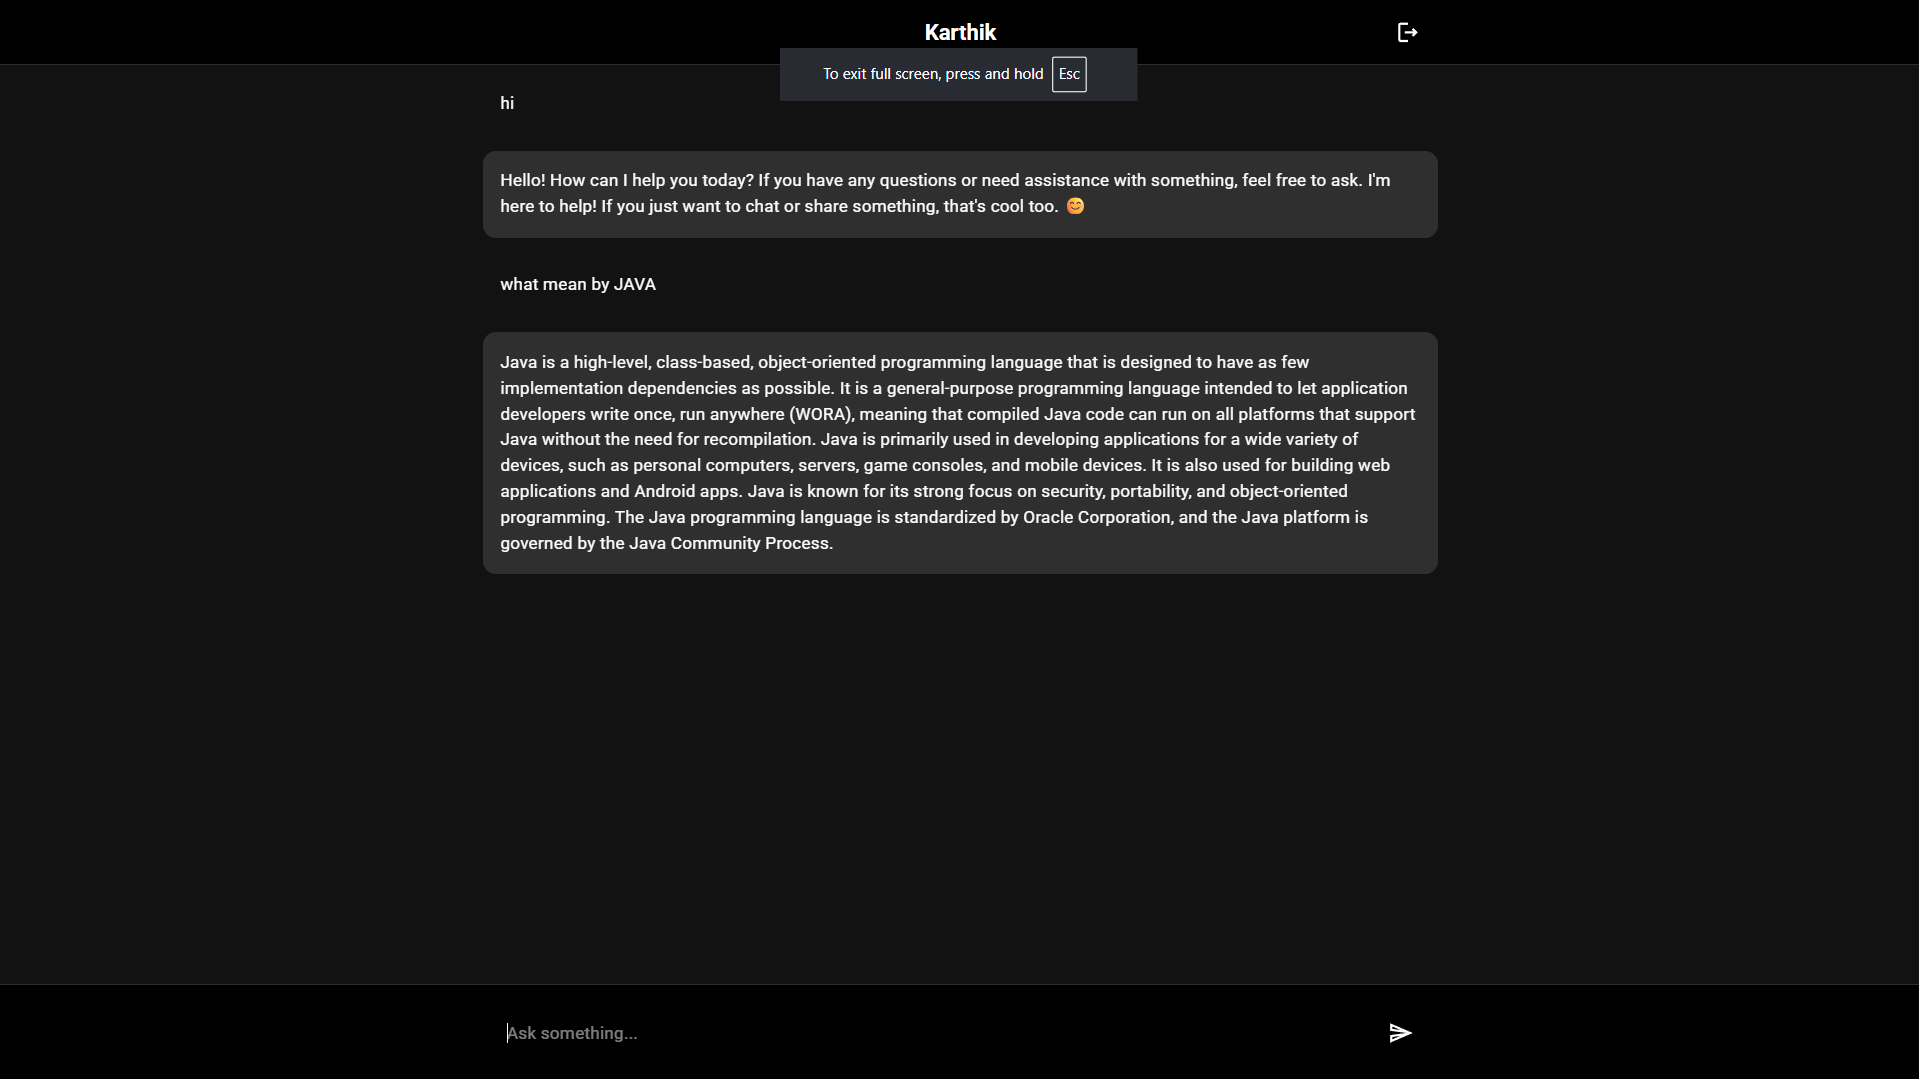 Karthik
To exit full screen, press and hold Esc
hi
Hello! How can I help you today? If you have any questions or need assistance with something, feel free to ask. I'm
here to help! If you just want to chat or share something, that's cool too. 😊
what mean by JAVA
Java is a high-level, class-based, object-oriented programming language that is designed to have as few
implementation dependencies as possible. It is a general-purpose programming language intended to let application
developers write once, run anywhere (WORA), meaning that compiled Java code can run on all platforms that support
Java without the need for recompilation. Java is primarily used in developing applications for a wide variety of
devices, such as personal computers, servers, game consoles, and mobile devices. It is also used for building web
applications and Android apps. Java is known for its strong focus on security, portability, and object-oriented
programming. The Java programming language is standardized by Oracle Corporation, and the Java platform is
governed by the Java Community Process.
Ask something...